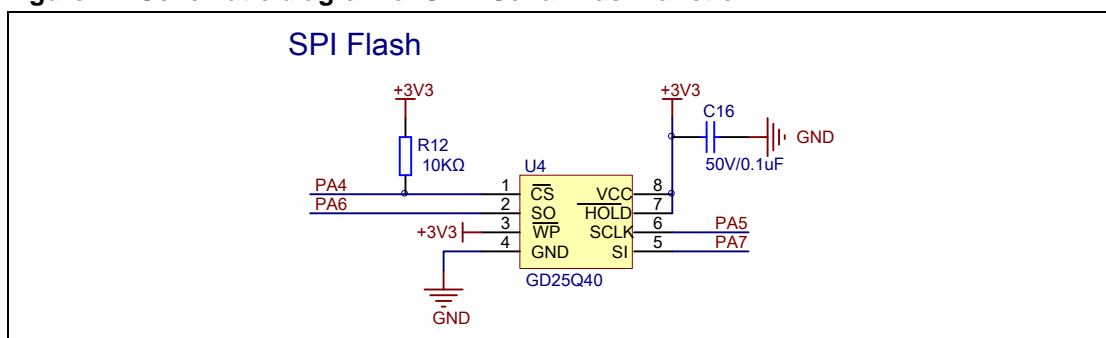 SPI Flash
+3V3
+3V3
C16
GND
R12
10KΩ
50V/0.1uF
U4
PA4
1
CS
VCC
8
PA6
2
SO
HOLD
7
+3V3
3
WP
SCLK
6
PA5
4
GND
SI
5
PA7
GD25Q40
GND